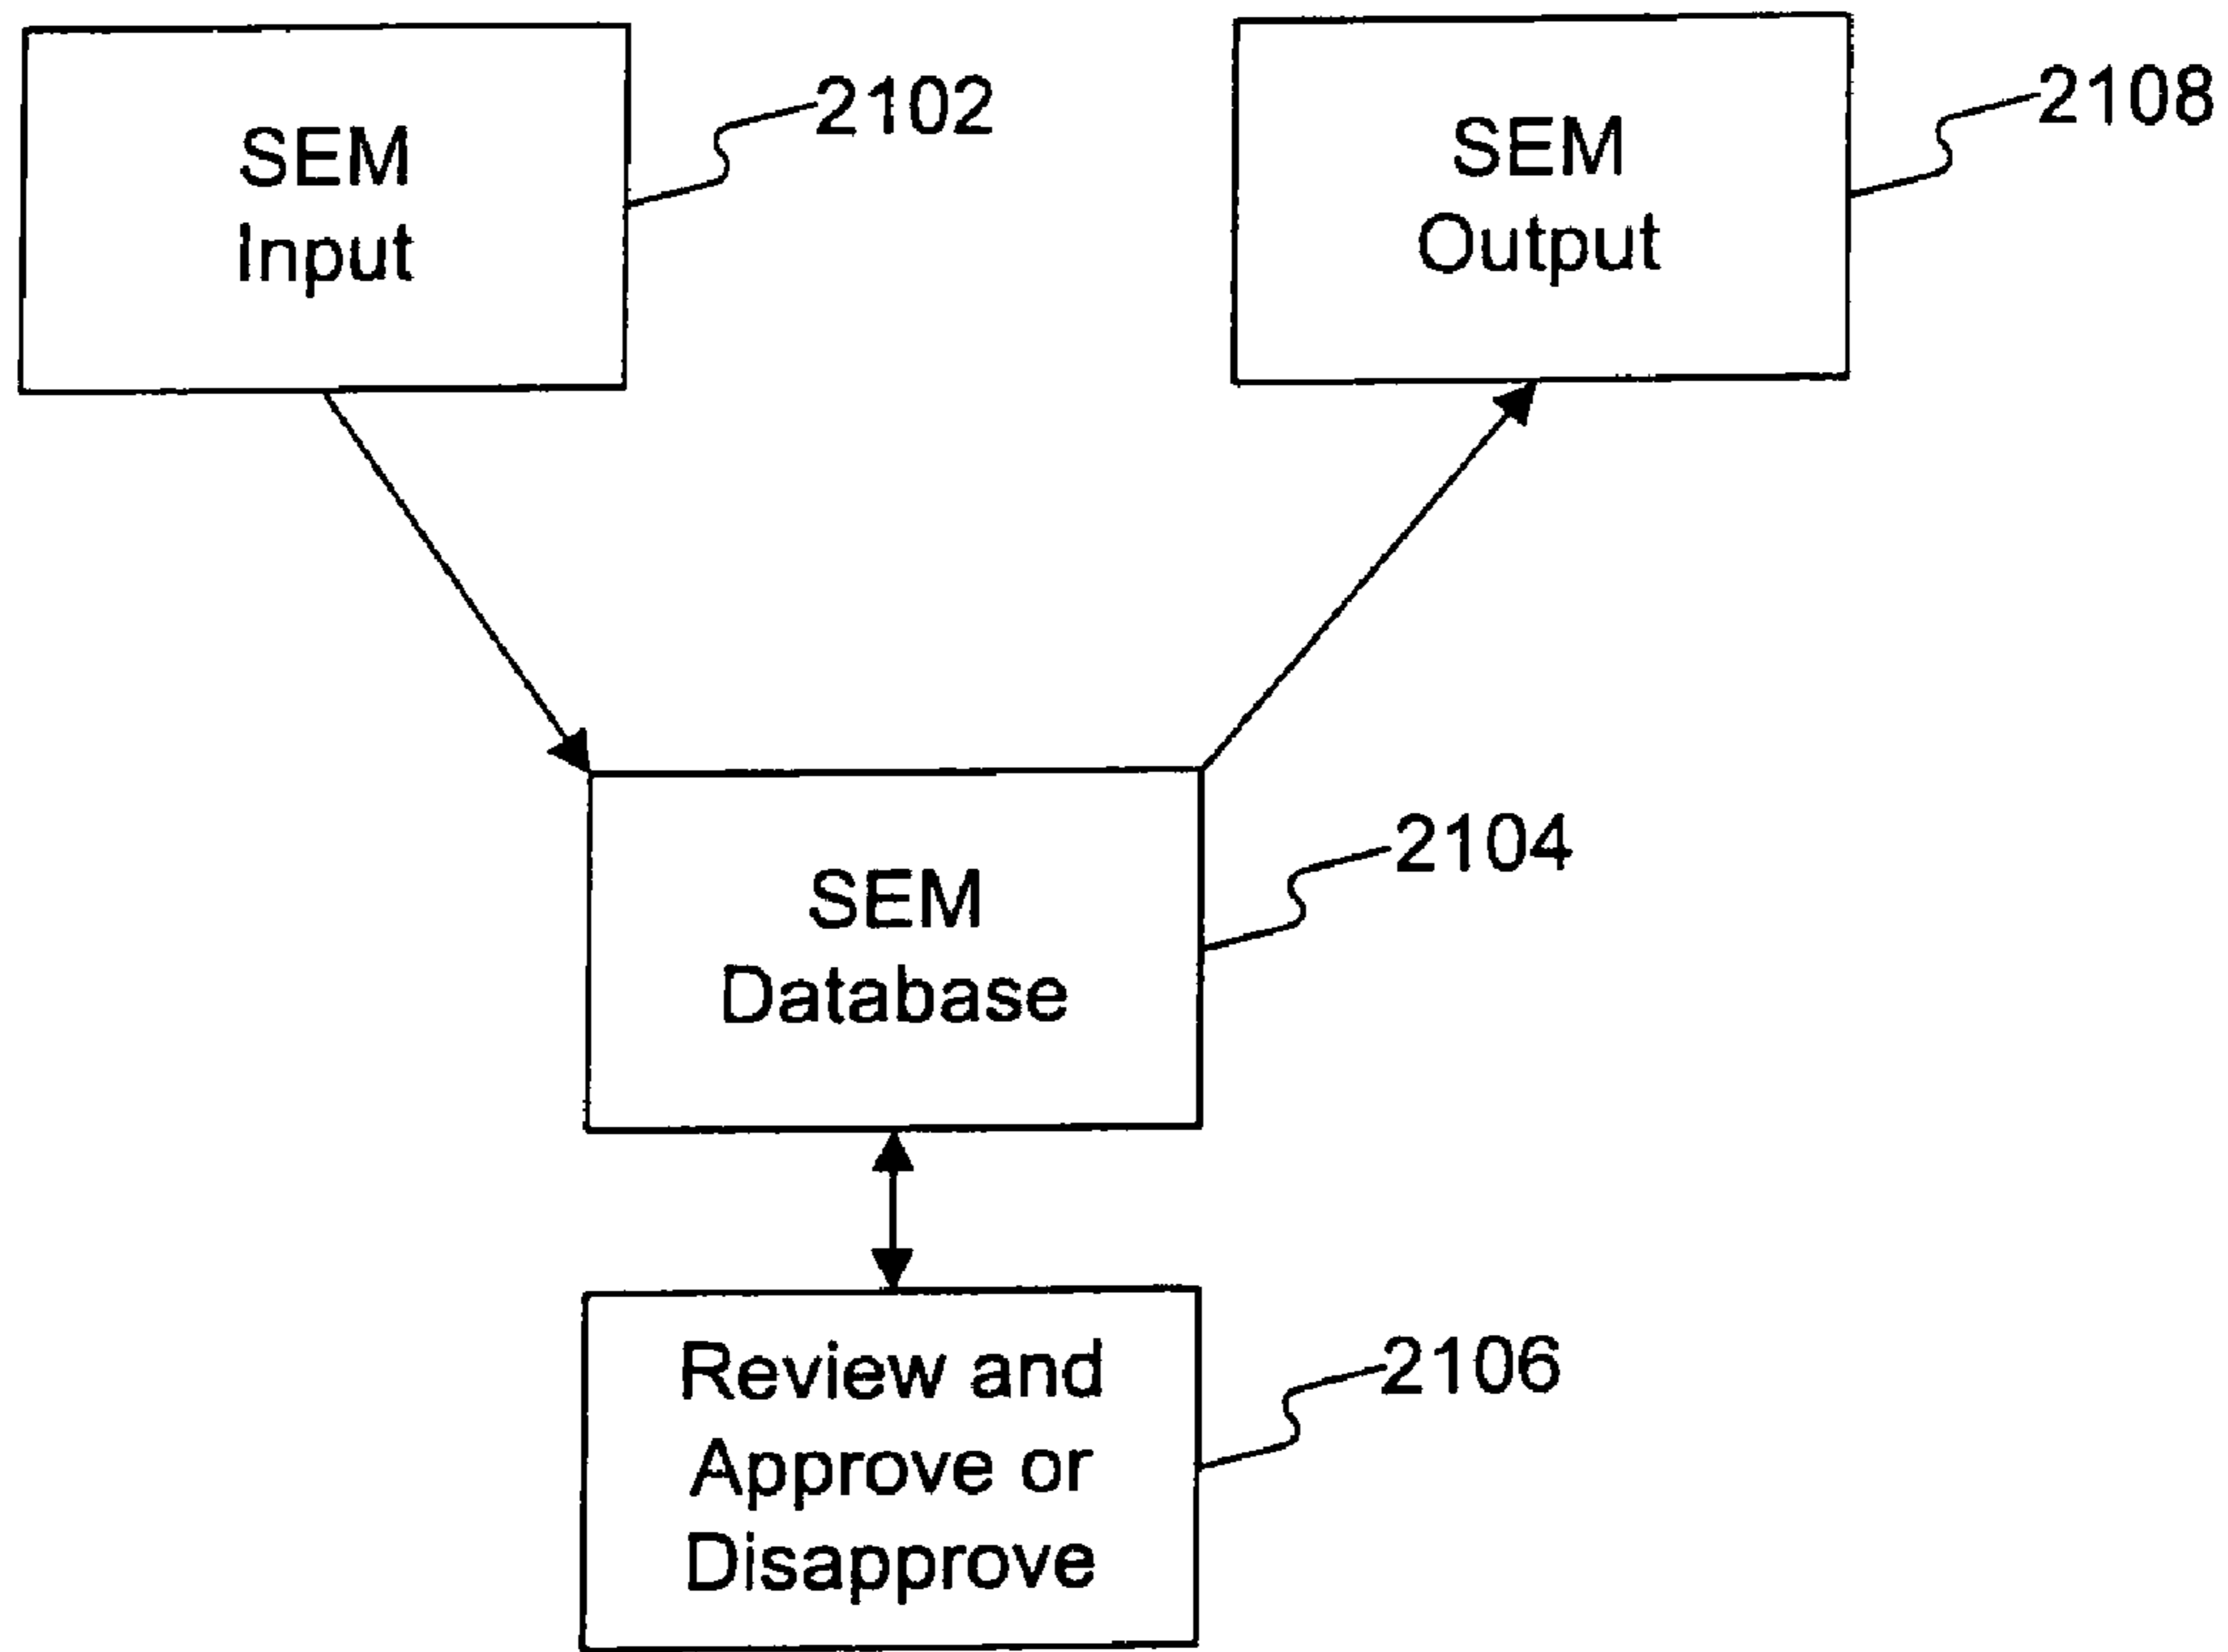 SEM
Input
2102
SEM
Output
2108
SEM
Database
2104
Review and
Approve or
Disapprove
2106